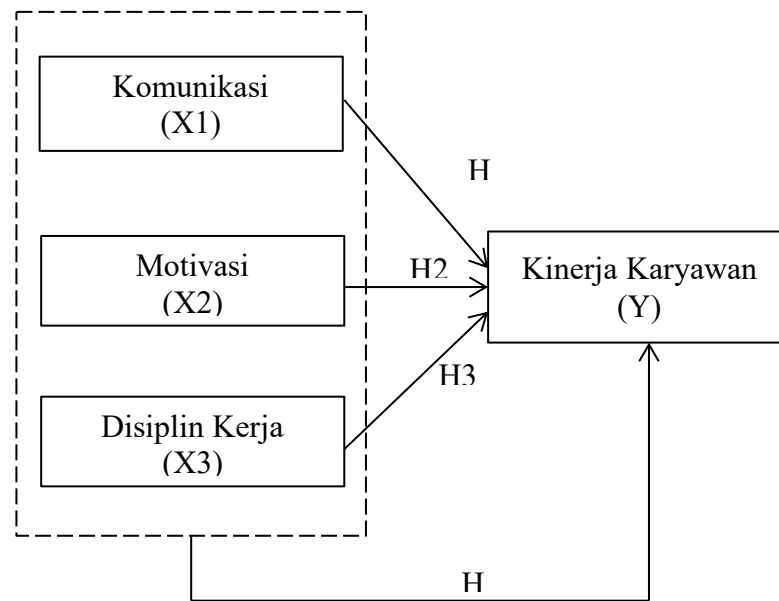 Komunikasi
(X1)
H
Motivasi
(X2)
H2
Kinerja Karyawan
(Y)
H3
Disiplin Kerja
(X3)
H